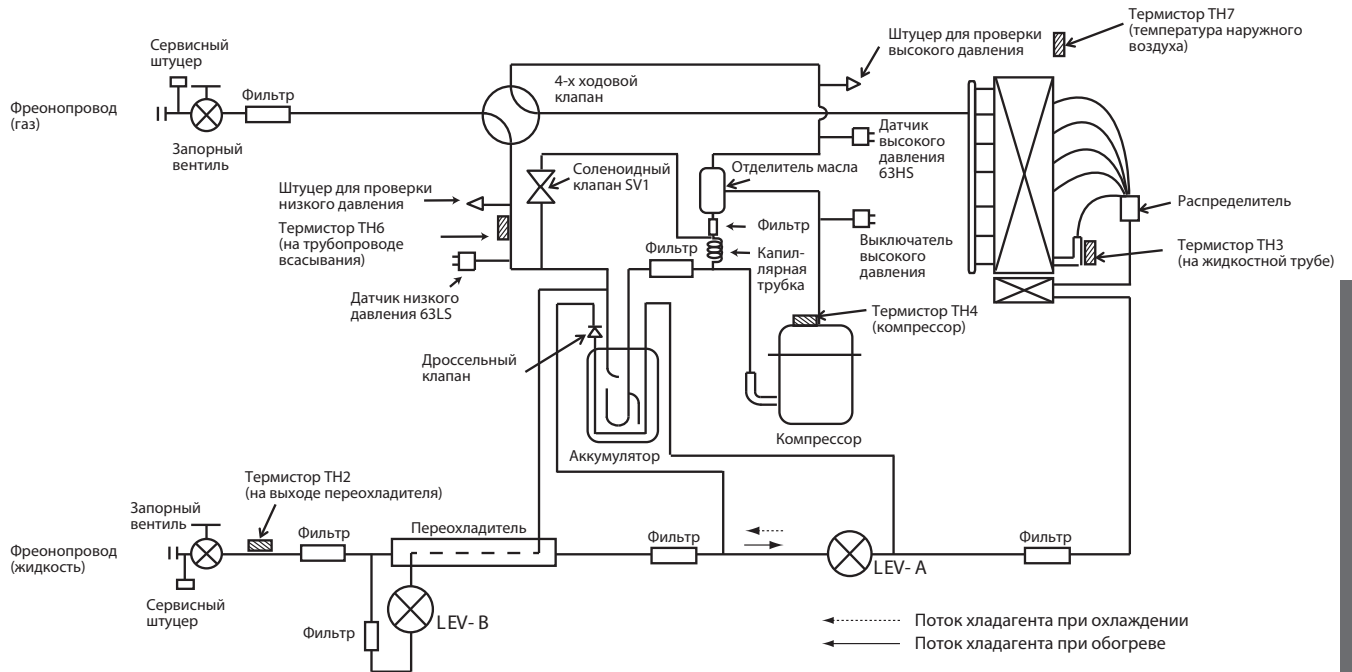 Термистор TH7
(температура наружного
воздуха)
Штуцер для проверки
высокого давления
Сервисный
штуцер
4-х ходовой
клапан
Фильтр
Фреонопровод
(газ)
Запорный
вентиль
Датчик
высокого
давления
63HS
Отделитель масла
Соленоидный
клапан SV1
Штуцер для проверки
низкого давления
Термистор TH6
(на трубопроводе
всасывания)
Фильтр
Распределитель
Фильтр
Выключатель
высокого
давления
Капил-
лярная
трубка
Термистор TH3
(на жидкостной трубе)
Датчик низкого
давления 63LS
Термистор TH4
(компрессор)
Дроссельный
клапан
Компрессор
Аккумулятор
Термистор TH2
(на выходе переохладителя)
Запорный
вентиль
Фильтр
Переохладитель
Фильтр
Фильтр
Фреонопровод
(жидкость)
LEV- A
Сервисный
штуцер
Фильтр
LEV- B
Поток хладагента при охлаждении
Поток хладагента при обогреве